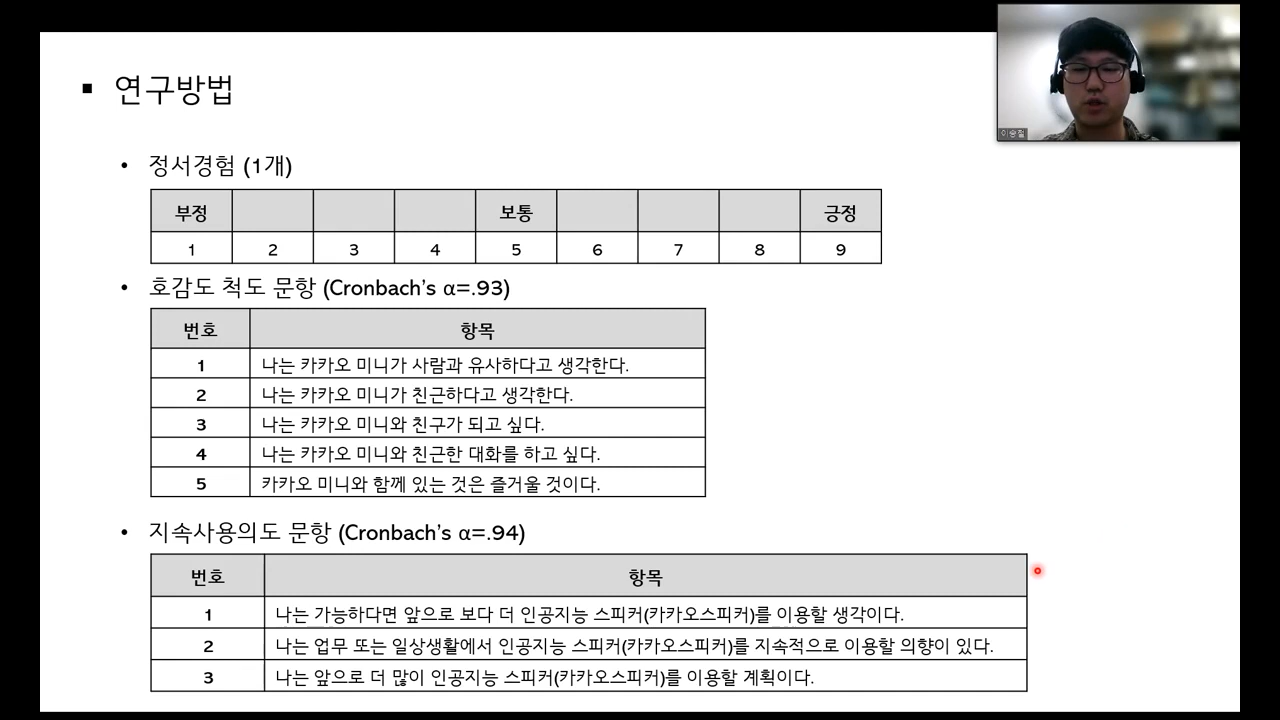 이승철
▪ 연구방법
• 정서경험 (1개)
부정 보통 긍정
1 2 3 4 5 6 7 8 9
• 호감도 척도 문항 (Cronbach’s α=.93)
번호 항목
1 나는 카카오 미니가 사람과 유사하다고 생각한다.
2 나는 카카오 미니가 친근하다고 생각한다.
3 나는 카카오 미니와 친구가 되고 싶다.
4 나는 카카오 미니와 친근한 대화를 하고 싶다.
5 카카오 미니와 함께 있는 것은 즐거울 것이다.
• 지속사용의도 문항 (Cronbach’s α=.94)
번호 항목
1 나는 가능하다면 앞으로 보다 더 인공지능 스피커(카카오스피커)를 이용할 생각이다.
2 나는 업무 또는 일상생활에서 인공지능 스피커(카카오스피커)를 지속적으로 이용할 의향이 있다.
3 나는 앞으로 더 많이 인공지능 스피커(카카오스피커)를 이용할 계획이다.